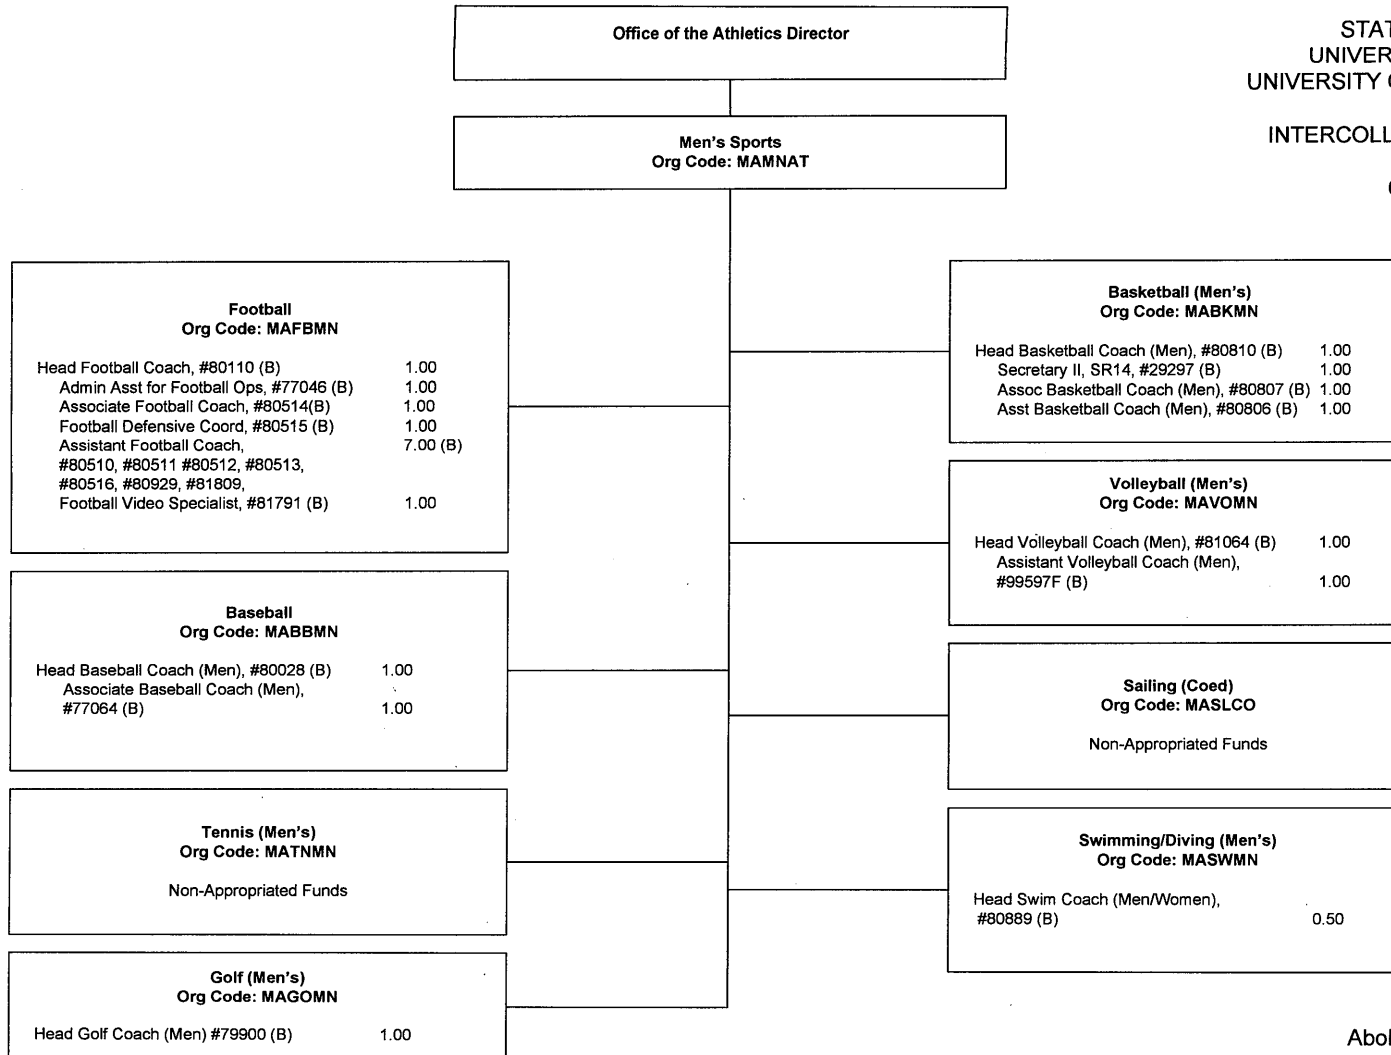 Office of the Athletics Director
STAT
UNIVER
UNIVERSITY
INTERCOLL
Men's Sports
Org Code: MAMNAT
Football
Org Code: MAFBMN
Head Football Coach, #80110 (B) 1.00
Admin Asst for Football Ops, #77046 (B) 1.00
Associate Football Coach, #80514(B) 1.00
Football Defensive Coord, #80515 (B) 1.00
Assistant Football Coach, 7.00 (B)
#80510, #80511 #80512, #80513,
#80516, #80929, #81809,
Football Video Specialist, #81791 (B) 1.00
Basketball (Men's)
Org Code: MABKMN
Head Basketball Coach (Men), #80810 (B) 1.00
Secretary II, SR14, #29297 (B) 1.00
Assoc Basketball Coach (Men), #80807 (B) 1.00
Asst Basketball Coach (Men), #80806 (B) 1.00
Volleyball (Men's)
Org Code: MAVOMN
Head Volleyball Coach (Men), #81064 (B) 1.00
Assistant Volleyball Coach (Men),
#99597F (B) 1.00
Baseball
Org Code: MABBMN
Head Baseball Coach (Men), #80028 (B) 1.00
Associate Baseball Coach (Men),
#77064 (B) 1.00
Sailing (Coed)
Org Code: MASLCO
Non-Appropriated Funds
Tennis (Men's)
Org Code: MATNMN
Non-Appropriated Funds
Swimming/Diving (Men's)
Org Code: MASWMN
Head Swim Coach (Men/Women),
#80889 (B) 0.50
Golf (Men's)
Org Code: MAGOMN
Head Golf Coach (Men) #79900 (B) 1.00
Abol